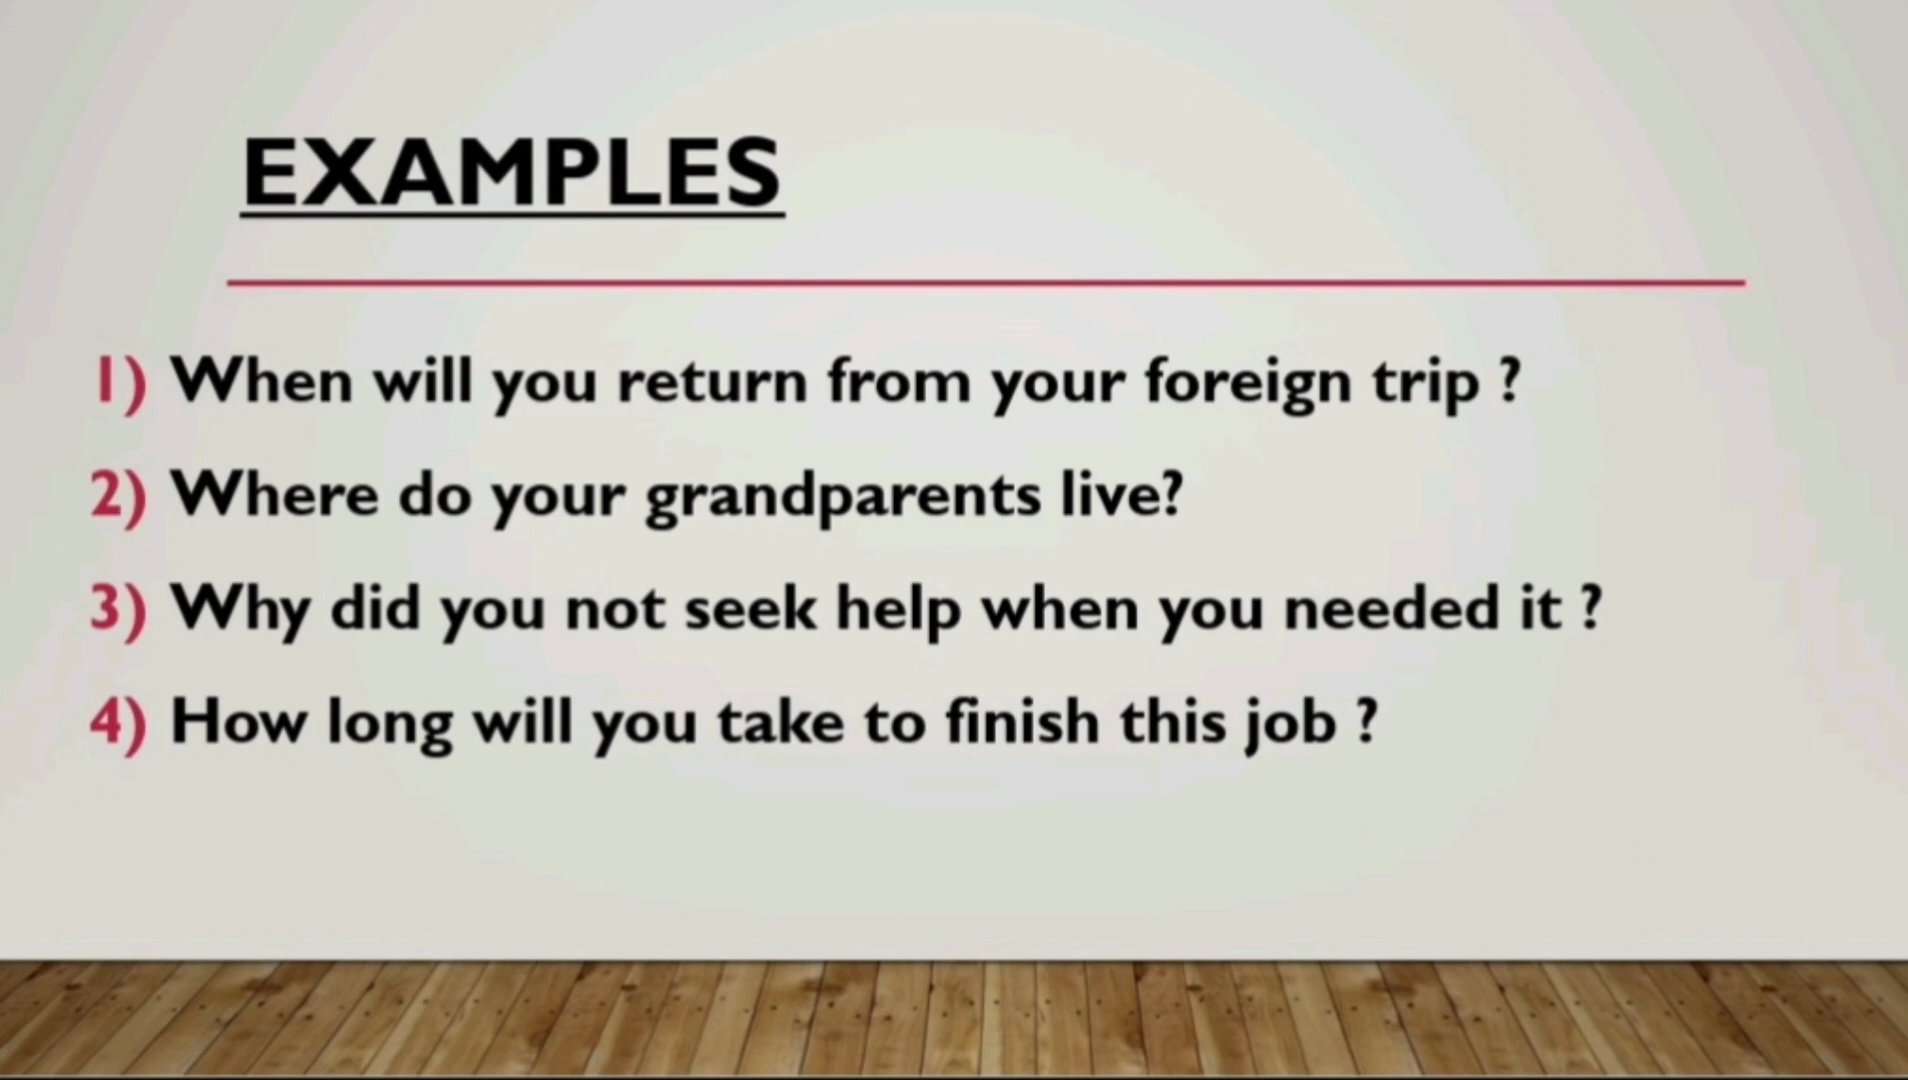 EXAMPLES
1) When will you return from your foreign trip ?
2) Where do your grandparents live?
3) Why did you not seek help when you needed it ?
4) How long will you take to finish this job ?